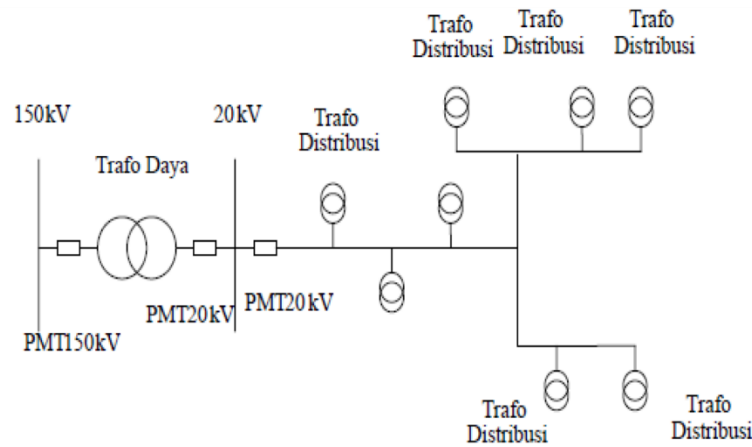 Trafo
Distribusi
Trafo
Distribusi
Trafo
Distribusi
150kV
20kV
Trafo
Distribusi
Trafo Daya
PMT150kV
PMT20kV
PMT20kV
Trafo
Distribusi
Trafo
Distribusi